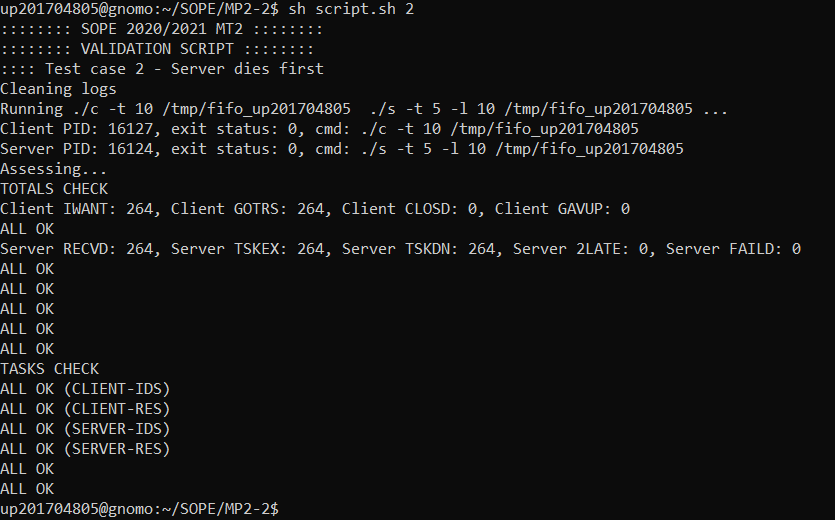 up201704805@gnomo:~/SOPE/MP2-2$ sh script.sh 2
:::::::: SOPE 2020/2021 MT2 ::::::::
:::::::: VALIDATION SCRIPT ::::::::
:::: Test case 2 - Server dies first
Cleaning logs
Running ./c -t 10 /tmp/fifo_up201704805  ./s -t 5 -l 10 /tmp/fifo_up201704805 ...
Client PID: 16127, exit status: 0, cmd: ./c -t 10 /tmp/fifo_up201704805
Server PID: 16124, exit status: 0, cmd: ./s -t 5 -l 10 /tmp/fifo_up201704805
Assessing...
TOTALS CHECK
Client IWANT: 264, Client GOTRS: 264, Client CLOSD: 0, Client GAVUP: 0
ALL OK
Server RECVD: 264, Server TSKEX: 264, Server TSKDN: 264, Server 2LATE: 0, Server FAILD: 0
ALL OK
ALL OK
ALL OK
ALL OK
ALL OK
TASKS CHECK
ALL OK (CLIENT-IDS)
ALL OK (CLIENT-RES)
ALL OK (SERVER-IDS)
ALL OK (SERVER-RES)
ALL OK
ALL OK
up201704805@gnomo:~/SOPE/MP2-2$